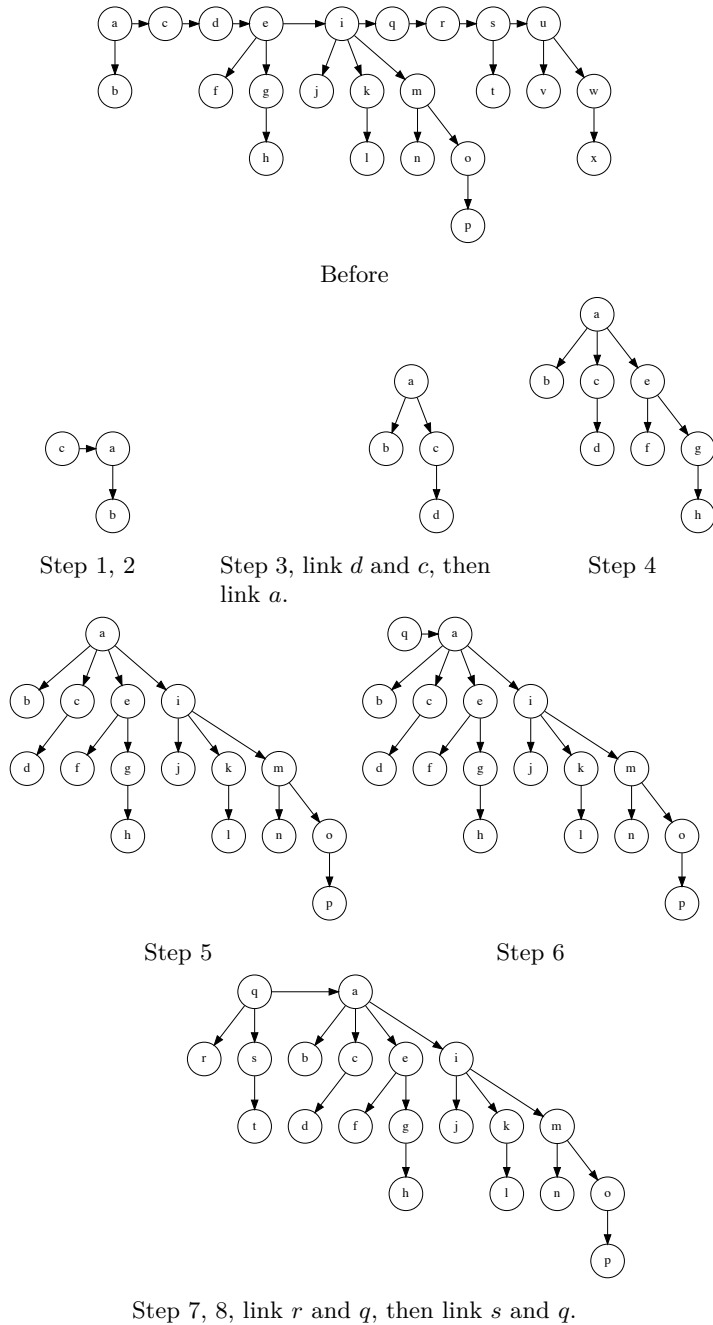 a c d e i q r s u
b f g j k m t v w
h l n o x
p
Before
a
a b c e
c a b c d f g
b d h
Step 1, 2 Step 3, link d and c, then Step 4
link a.
a q a
b c e i b c e i
d f g j k m d f g j k m
h l n o h l n o
p p
Step 5 Step 6
q a
r s b c e i
t d f g j k m
h l n o
p
Step 7, 8, link r and q, then link s and q.